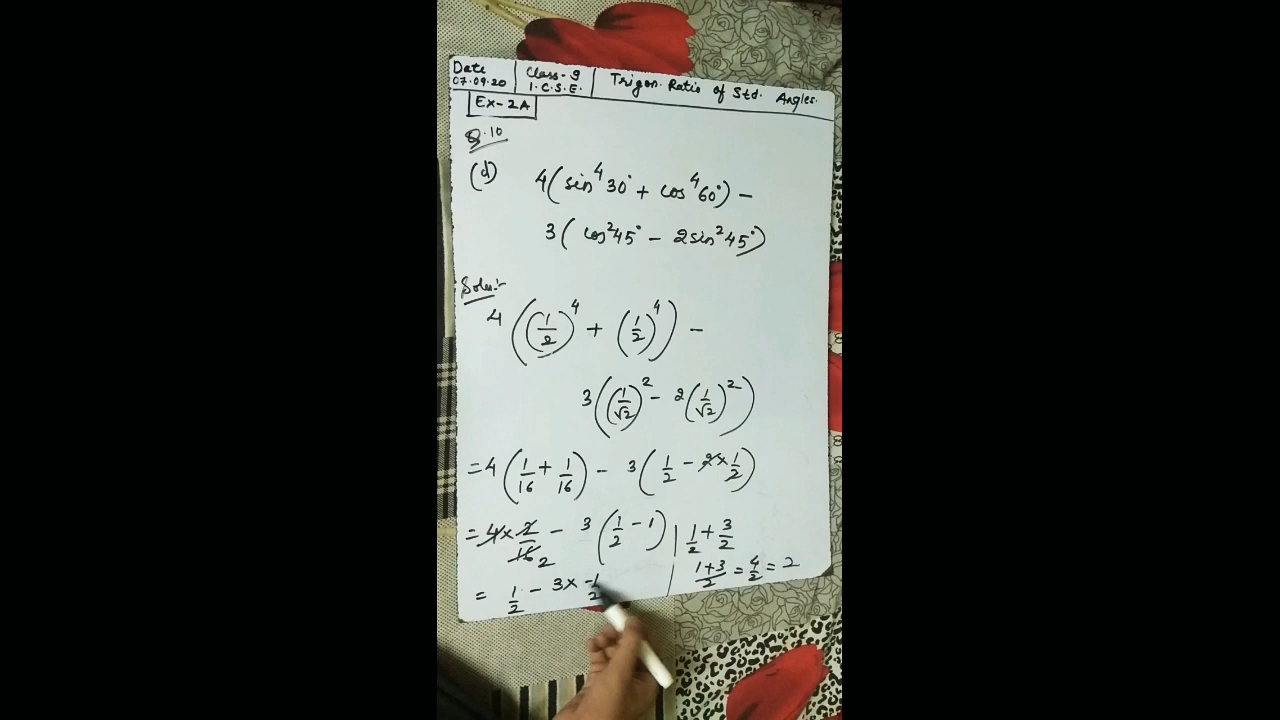 Date 07.09.20 | Class-9 I.C.S.E. | Trigon. Ratio of Std. Angles.
Ex-2A
Q.10
(d) 4(sin⁴30° + cos⁴60°) −
3(cos²45° − 2sin²45°)
Soln:-
4((1/2)⁴ + (1/2)⁴) −
3((1/√2)² − 2(1/√2)²)
= 4(1/16 + 1/16) − 3(1/2 − 2×1/2)
= 4×2/16 2 − 3(1/2 − 1) | 1/2 + 3/2
= 1/2 − 3× -1/2 | 1+3/2 = 4/2 = 2